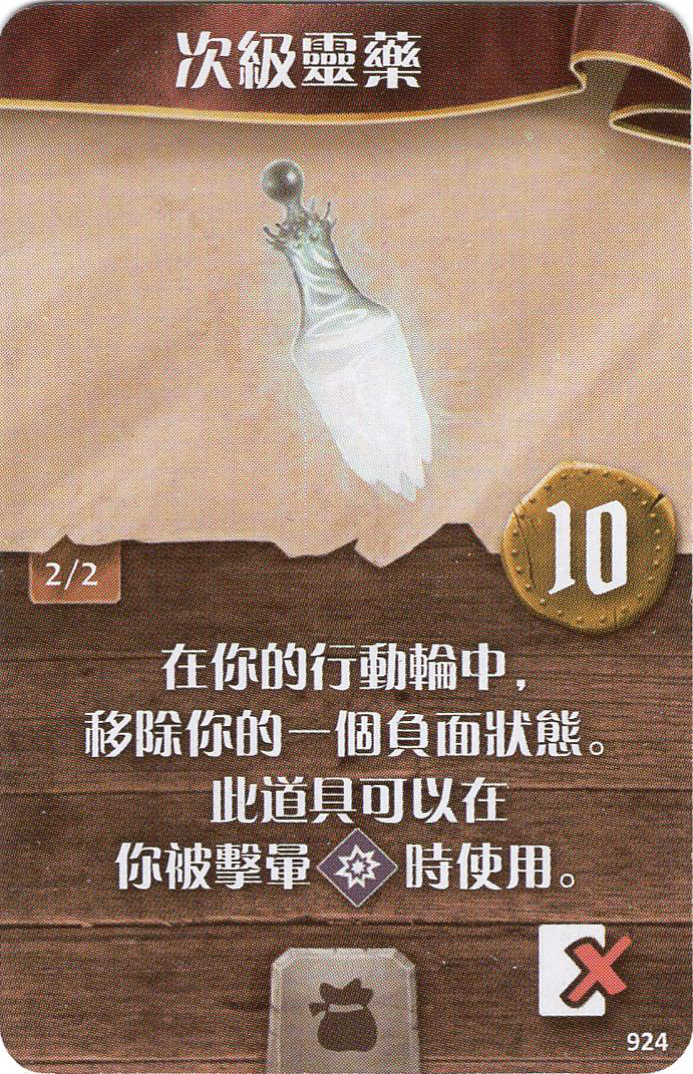 次級靈藥
10
2/2
在你的行動輪中，
移除你的一個負面狀態。
此道具可以在
你被擊暈時使用。
924